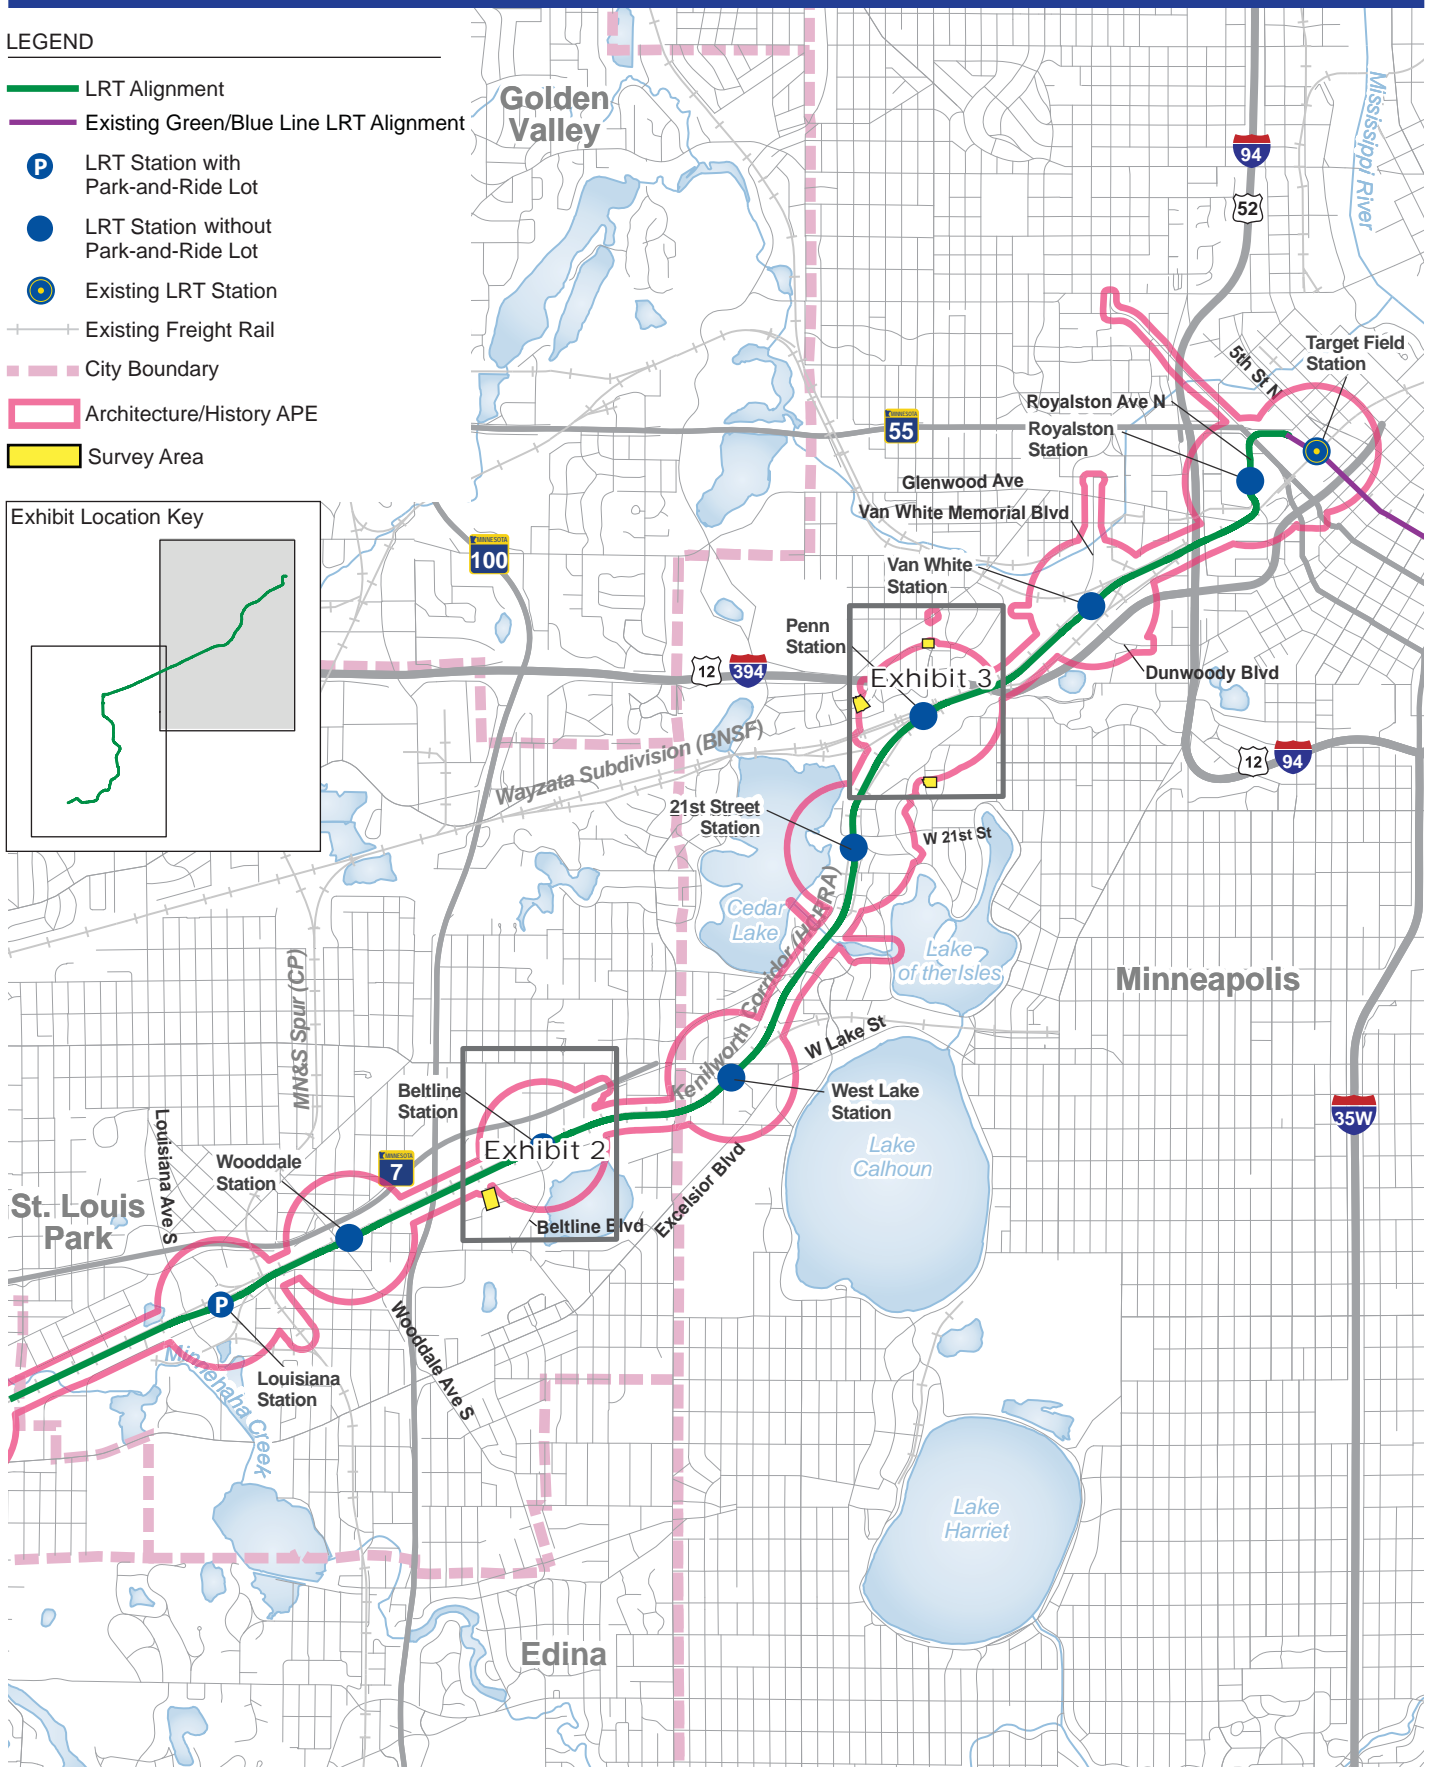 LEGEND
LRT Alignment
Existing Green/Blue Line LRT Alignment
P
LRT Station with
Park-and-Ride Lot
LRT Station without
Park-and-Ride Lot
Existing LRT Station
Existing Freight Rail
City Boundary
Architecture/History APE
Survey Area
Exhibit Location Key
Golden
Valley
Mississippi River
94
52
Target Field
Station
5th St N
Royalston Ave N
Royalston
Station
MINNESOTA
55
Glenwood Ave
Van White Memorial Blvd
MINNESOTA
100
Van White
Station
Penn
Station
Exhibit 3
12
394
Dunwoody Blvd
Wayzata Subdivision (BNSF)
12
94
21st Street
Station
W 21st St
Cedar
Lake
Kenilworth Corridor (HCRRA)
Lake
of the Isles
Minneapolis
MN&S Spur (CP)
W Lake St
Beltline
Station
West Lake
Station
35W
Louisiana Ave S
Exhibit 2
Lake
Calhoun
Wooddale
Station
MINNESOTA
7
Excelsior Blvd
St. Louis
Park
Beltline Blvd
P
Wooddale Ave S
Minnehaha Creek
Louisiana
Station
Lake
Harriet
Edina